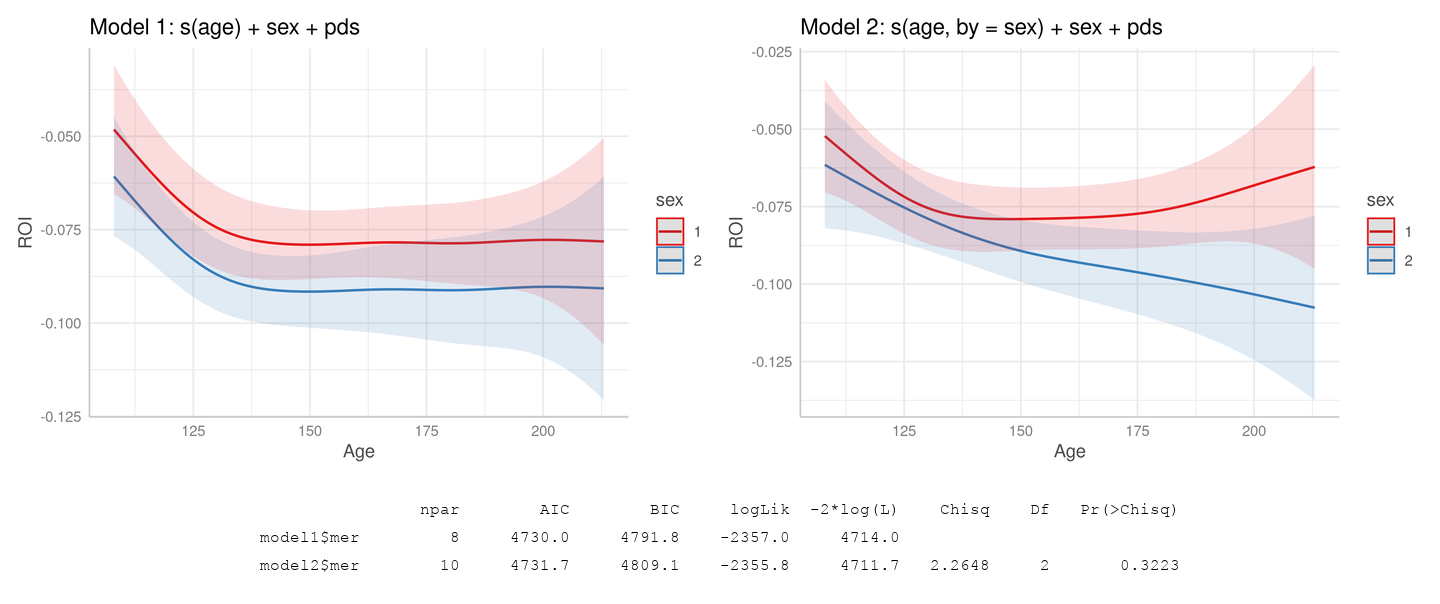 Model 1: s(age) + sex + pds
-0.050
-0.075
-0.100
-0.125
ROI
125 150 175 200
Age
sex
1
2
Model 2: s(age, by = sex) + sex + pds
-0.025
-0.050
-0.075
-0.100
-0.125
ROI
125 150 175 200
Age
sex
1
2
npar AIC BIC logLik -2*log(L) Chisq Df Pr(>Chisq)
model1$mer 8 4730.0 4791.8 -2357.0 4714.0
model2$mer 10 4731.7 4809.1 -2355.8 4711.7 2.2648 2 0.3223